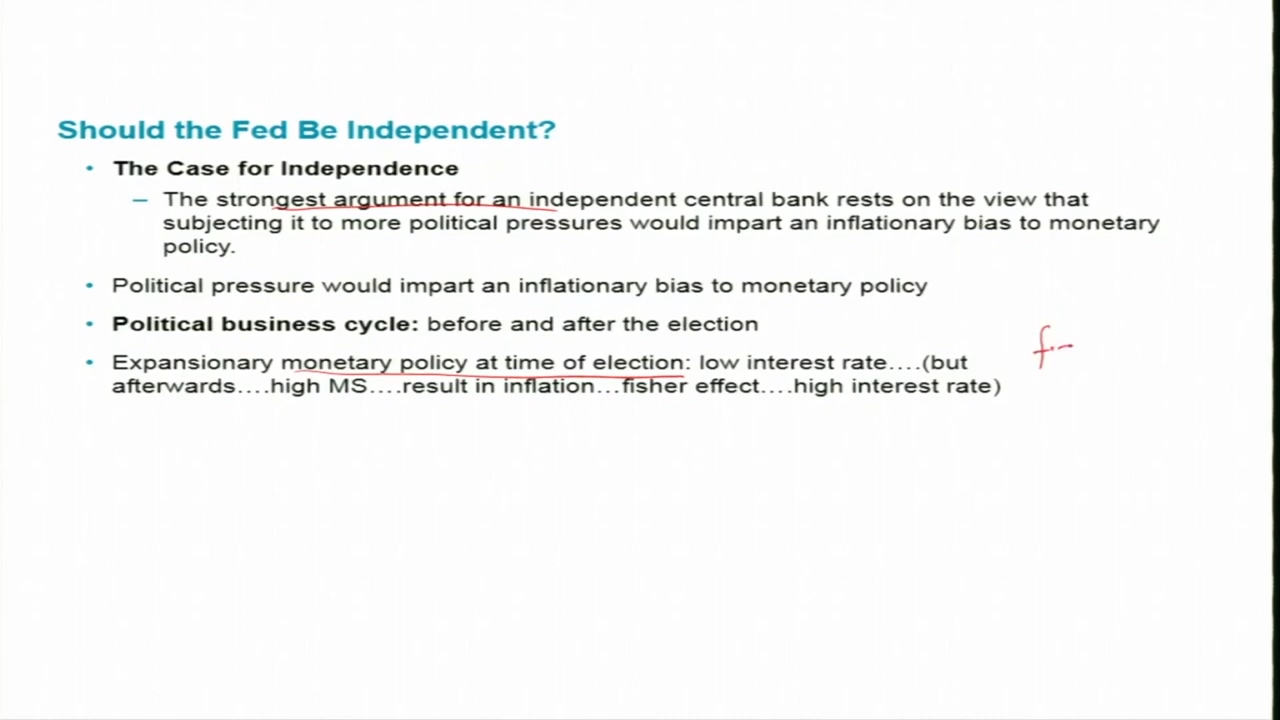 Should the Fed Be Independent?
• The Case for Independence
– The strongest argument for an independent central bank rests on the view that
subjecting it to more political pressures would impart an inflationary bias to monetary
policy.
• Political pressure would impart an inflationary bias to monetary policy
• Political business cycle: before and after the election
• Expansionary monetary policy at time of election: low interest rate....(but
afterwards....high MS....result in inflation...fisher effect....high interest rate)